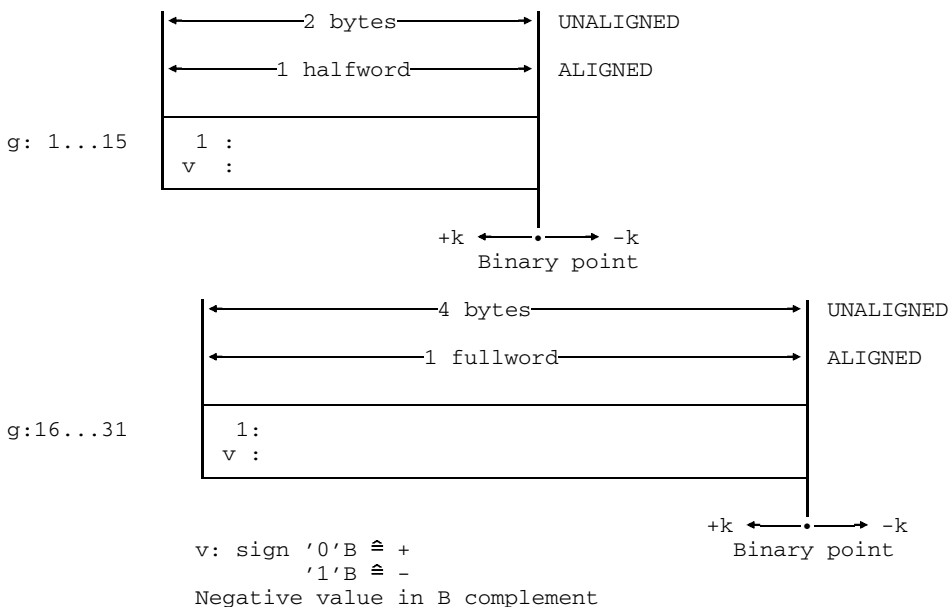 2 bytes UNALIGNED
1 halfword ALIGNED
g: 1...15 1 :
v :
+k -k
Binary point
4 bytes UNALIGNED
1 fullword ALIGNED
g:16...31 1:
v :
+k -k
Binary point
v: sign '0'B ≙ +
'1'B ≙ -
Negative value in B complement